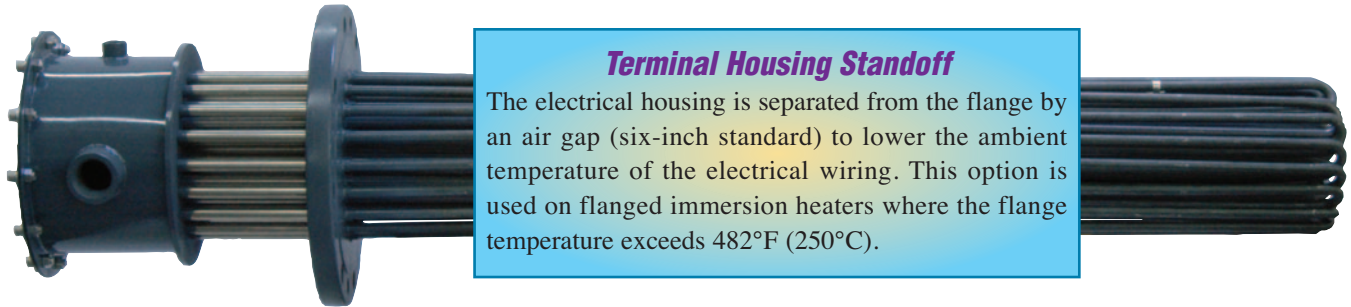 Terminal Housing Standoff
The electrical housing is separated from the flange by
an air gap (six-inch standard) to lower the ambient
temperature of the electrical wiring. This option is
used on flanged immersion heaters where the flange
temperature exceeds 482°F (250°C).